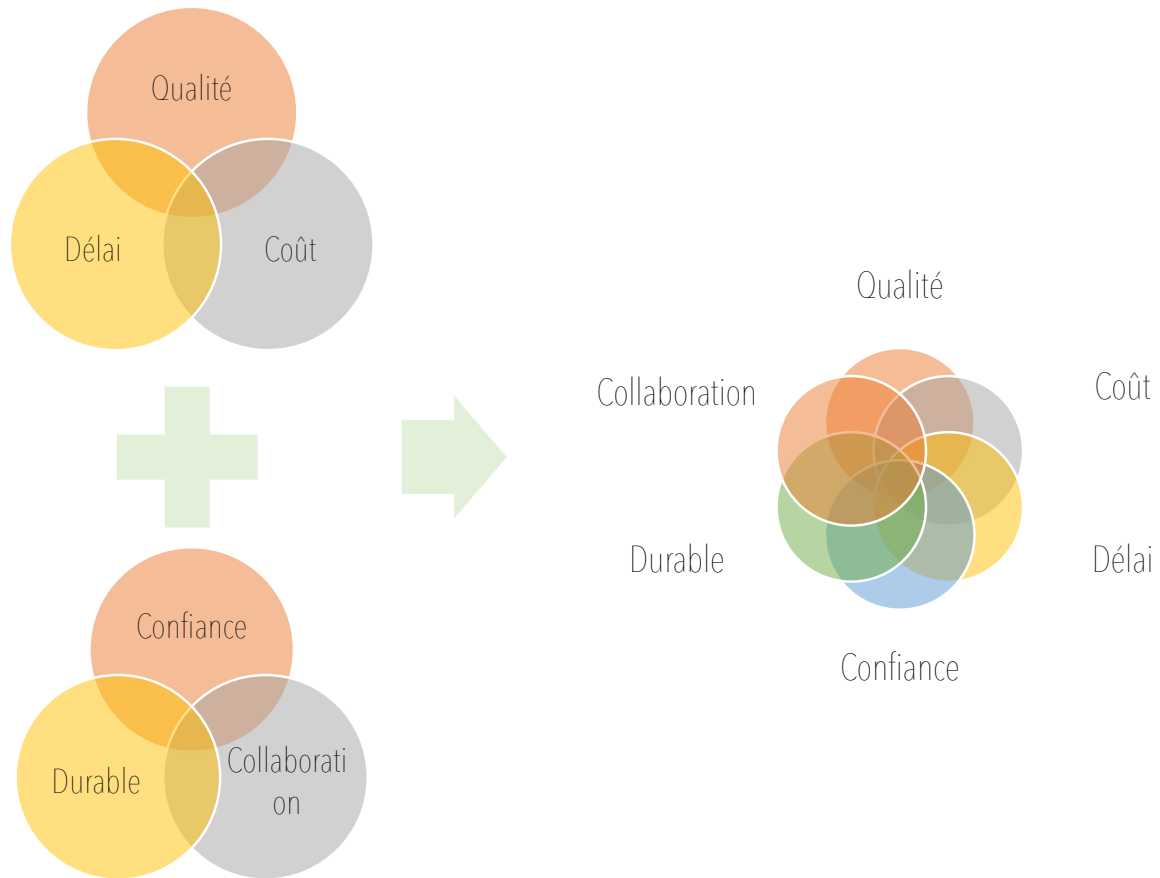 Qualité
Délai
Coût
Confiance
Durable
Collaborati
on
Qualité
Collaboration
Coût
Durable
Délai
Confiance